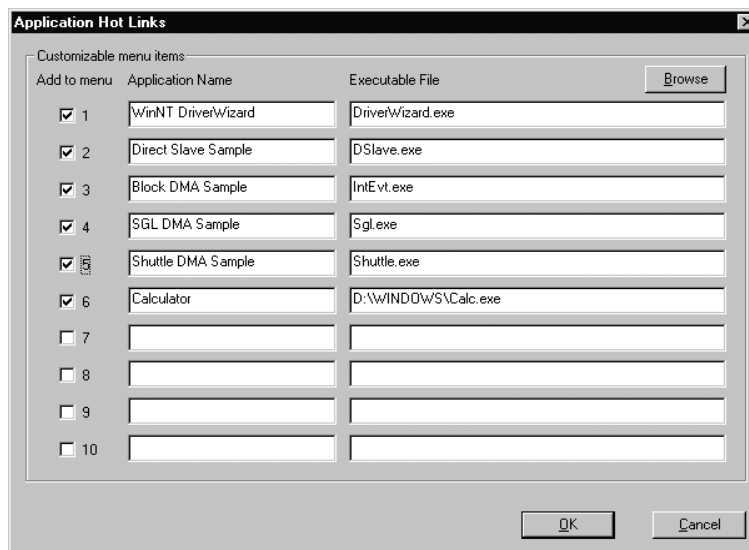 Application Hot Links
Customizable menu items
Add to menu Application Name Executable File Browse
1 WinNT DriverWizard DriverWizard.exe
2 Direct Slave Sample DSlave.exe
3 Block DMA Sample IntEvt.exe
4 SGL DMA Sample Sgl.exe
5 Shuttle DMA Sample Shuttle.exe
6 Calculator D:\WINDOWS\Calc.exe
7
8
9
10
OK Cancel